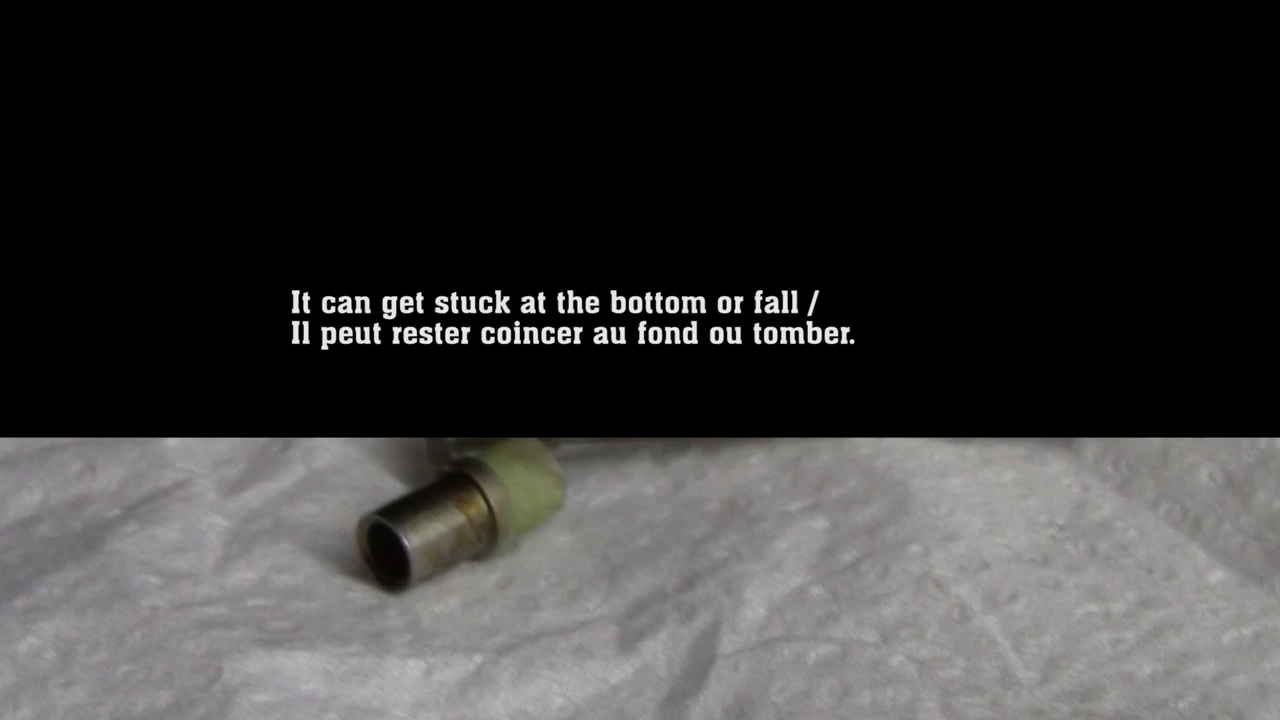 It can get stuck at the bottom or fall /
Il peut rester coincer au fond ou tomber.